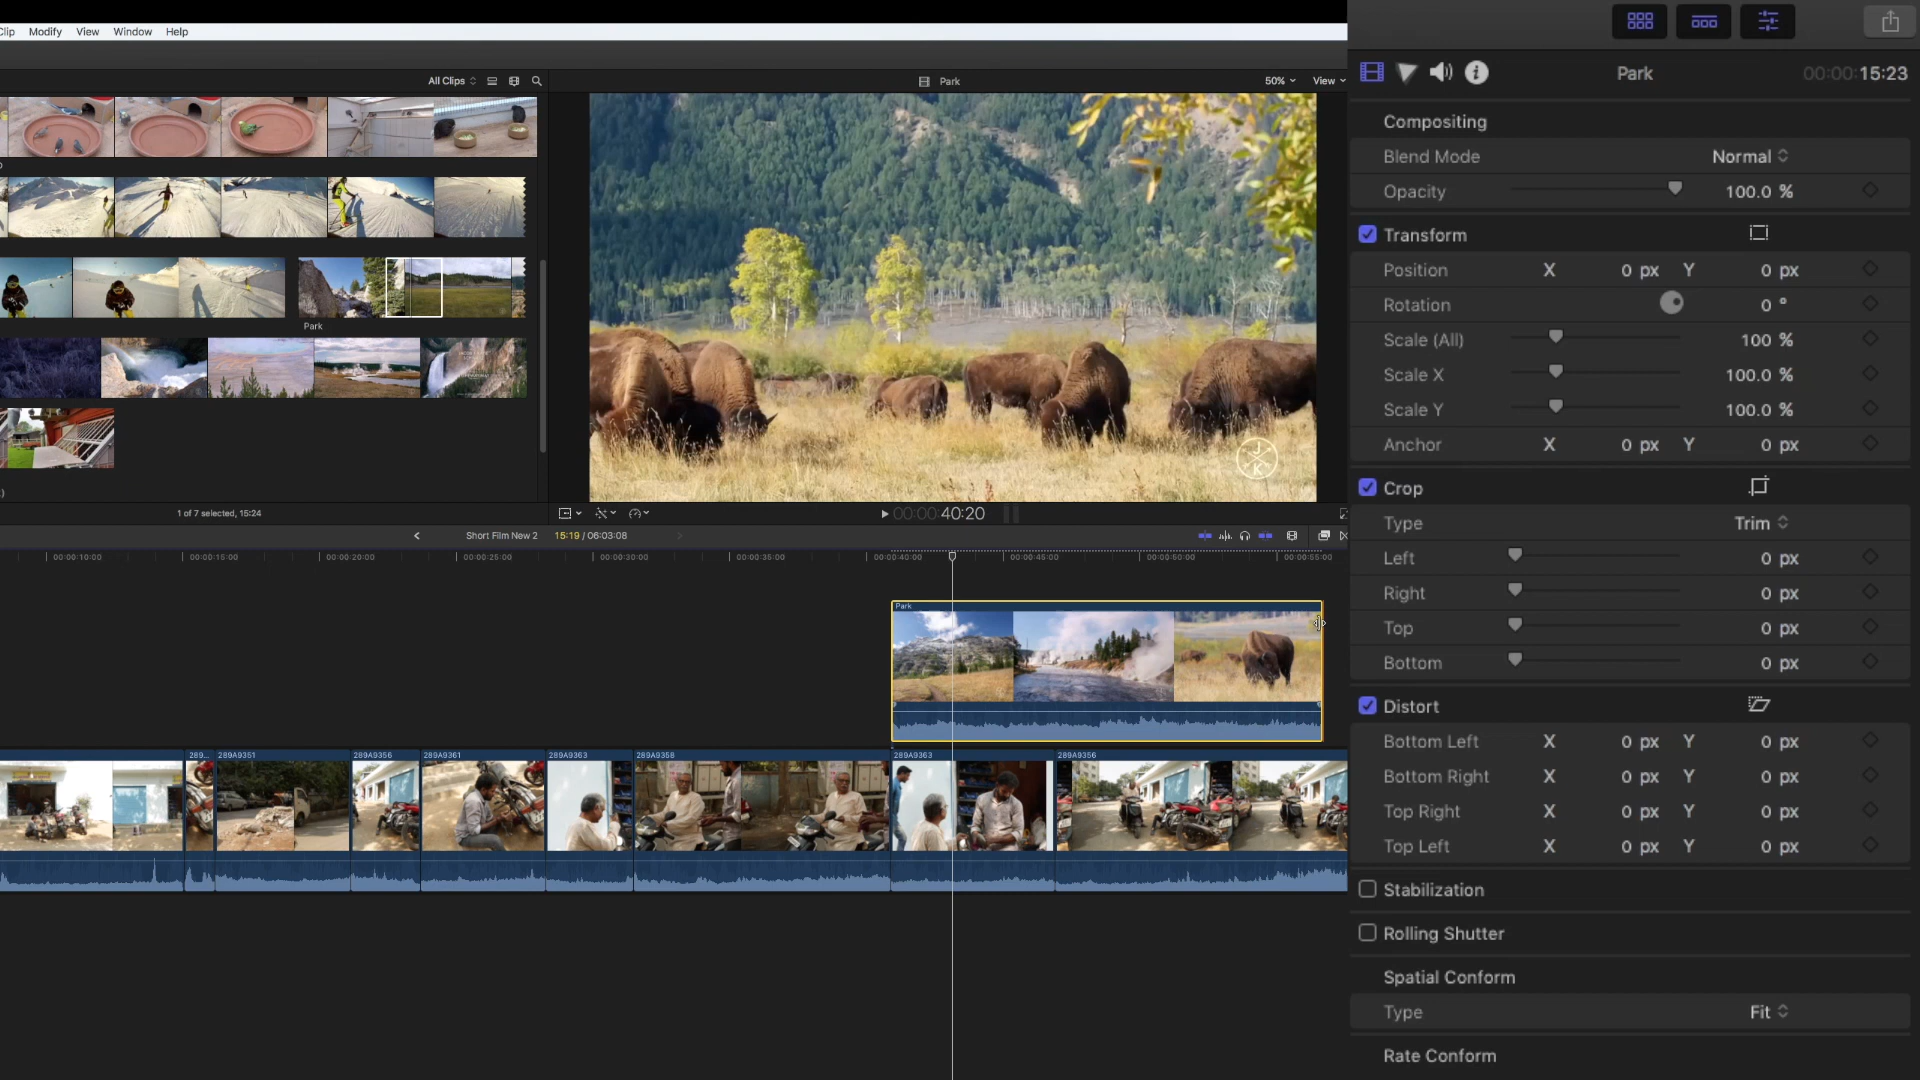 Clip Modify View Window Help
All Clips
Park
50% View
Park 00:00:15:23
Compositing
Blend Mode Normal
Opacity 100.0 %
Transform
Position X 0 px Y 0 px
Rotation 0 °
Scale (All) 100 %
Scale X 100.0 %
Scale Y 100.0 %
Anchor X 0 px Y 0 px
Crop
Type Trim
Left 0 px
Right 0 px
Top 0 px
Bottom 0 px
Distort
Bottom Left X 0 px Y 0 px
Bottom Right X 0 px Y 0 px
Top Right X 0 px Y 0 px
Top Left X 0 px Y 0 px
Stabilization
Rolling Shutter
Spatial Conform
Type Fit
Rate Conform
Park
J K
1 of 7 selected, 15:24
00:00:40:20
Short Film New 2 15:19 / 06:03:08
00:00:10:00 00:00:15:00 00:00:20:00 00:00:25:00 00:00:30:00 00:00:35:00 00:00:40:00 00:00:45:00 00:00:50:00 00:00:55:00
Park
289... 289A9351 289A9356 289A9361 289A9363 289A9358 289A9363 289A9356